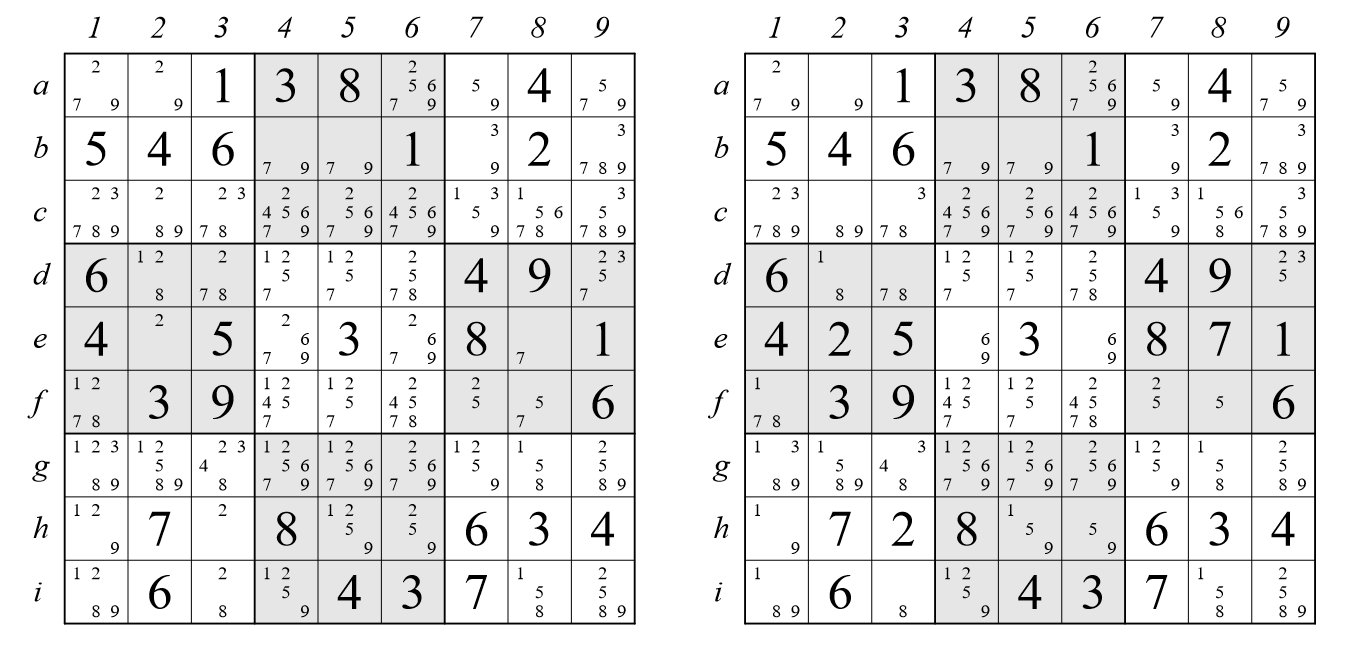 1 2 3 4 5 6 7 8 9 1 2 3 4 5 6 7 8 9
2 2 2 2 2
a 1 3 8 5 6 5 4 5 a 1 3 8 5 6 5 4 5
7 9 9 7 9 9 7 9 7 9 9 7 9 9 7 9
3 3 3 3
b 5 4 6 1 2 b 5 4 6 1 2
7 9 7 9 9 7 8 9 7 9 7 9 9 7 8 9
2 3 2 2 3 2 2 2 1 3 1 3 2 3 3 2 2 2 1 3 1 3
c 4 5 6 5 6 4 5 6 5 5 6 5 c 4 5 6 5 6 4 5 6 5 5 6 5
7 8 9 8 9 7 8 7 9 7 9 7 9 9 7 8 7 8 9 7 8 9 8 9 7 8 7 9 7 9 7 9 9 8 7 8 9
1 2 2 1 2 1 2 2 2 3 1 1 2 1 2 2 2 3
d 6 5 5 5 4 9 5 d 6 5 5 5 4 9 5
8 7 8 7 7 7 8 7 8 7 8 7 7 7 8
2 2 2
e 4 5 6 3 6 8 1 e 4 2 5 6 3 6 8 7 1
7 9 7 9 7 9 9
1 2 1 2 1 2 2 2 1 1 2 1 2 2 2
f 3 9 4 5 5 4 5 5 5 6 f 3 9 4 5 5 4 5 5 5 6
7 8 7 7 7 8 7 7 8 7 7 7 8
1 2 3 1 2 2 3 1 2 1 2 2 1 2 1 2 1 3 1 3 1 2 1 2 2 1 2 1 2
g 5 4 5 6 5 6 5 6 5 5 5 g 5 4 5 6 5 6 5 6 5 5 5
8 9 8 9 8 7 9 7 9 7 9 9 8 8 9 8 9 8 9 8 7 9 7 9 7 9 9 8 8 9
1 2 2 1 2 2 1 1
h 7 8 5 5 6 3 4 h 7 2 8 5 5 6 3 4
9 9 9 9 9 9
1 2 2 1 2 1 2 1 1 2 1 2
i 6 5 4 3 7 5 5 i 6 5 4 3 7 5 5
8 9 8 9 8 8 9 8 9 8 9 8 8 9